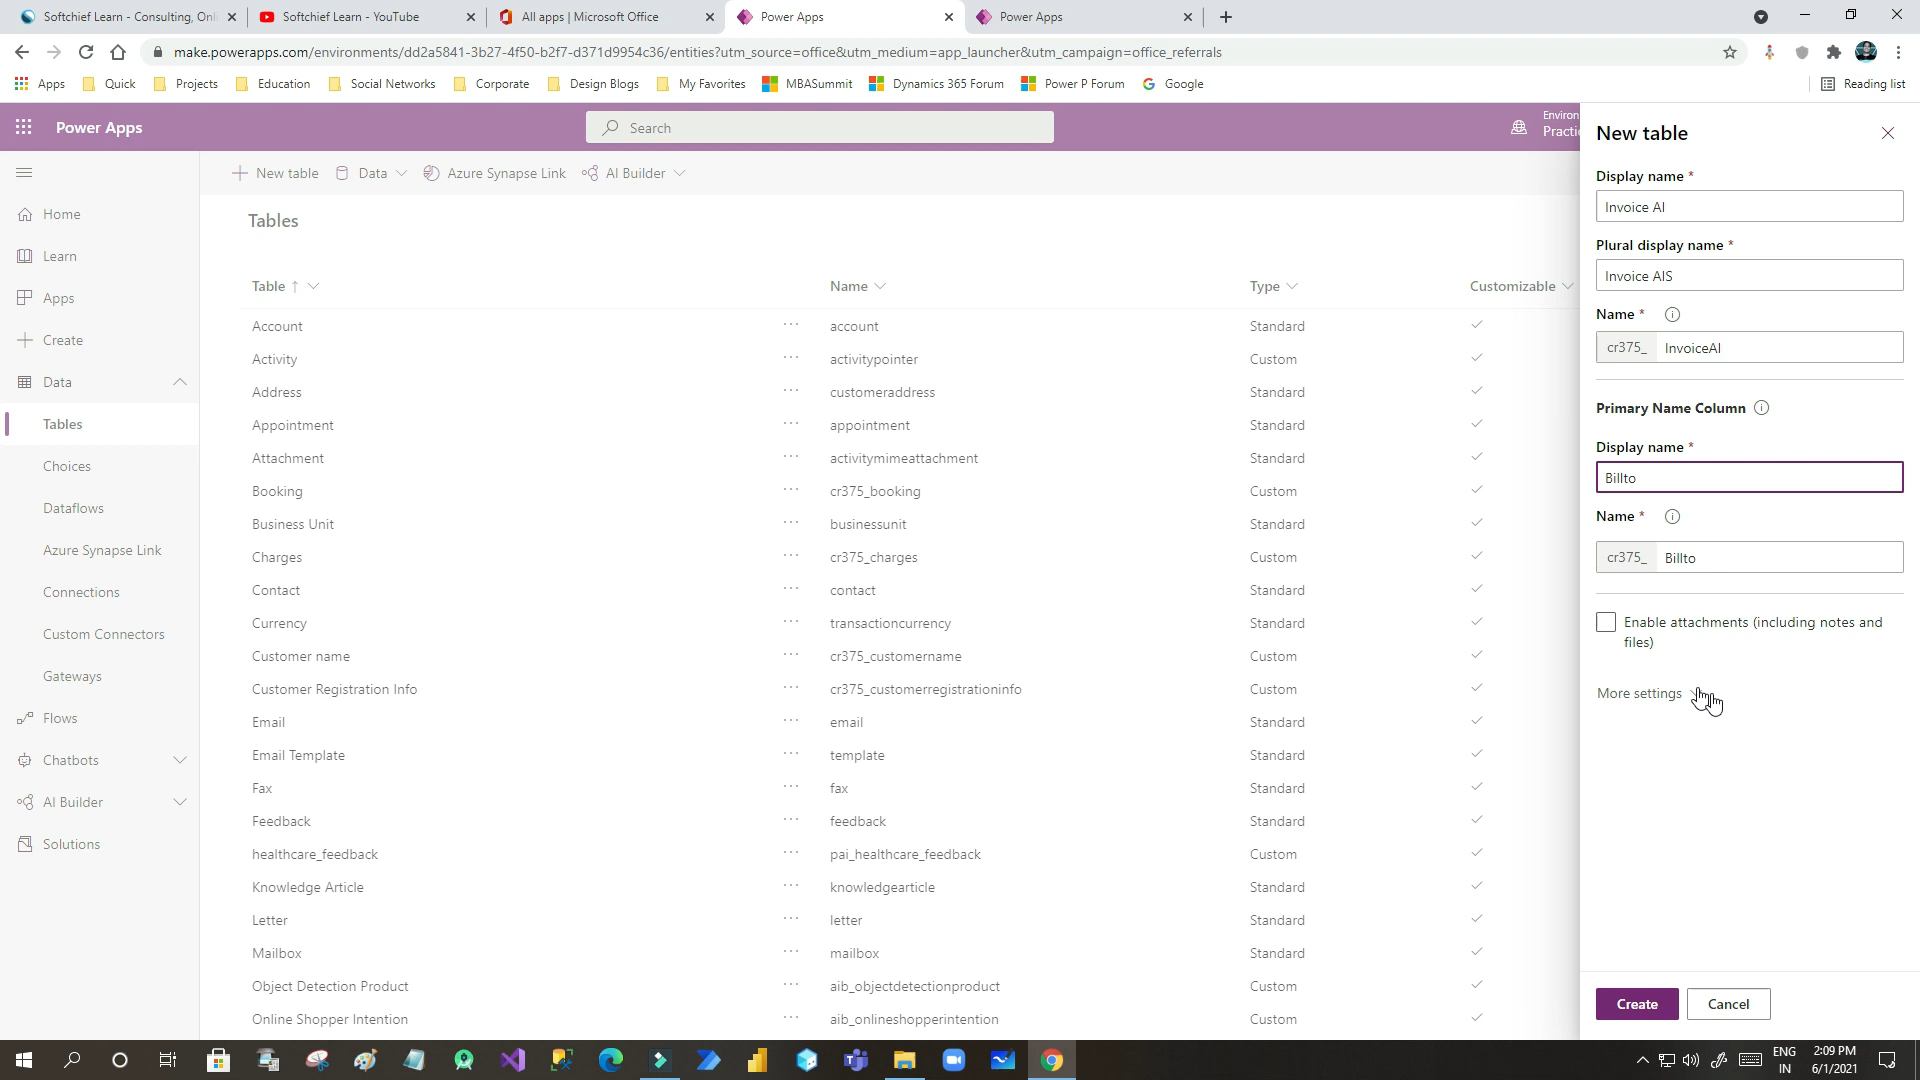 Softchief Learn - Consulting, Onl
Softchief Learn - YouTube
All apps | Microsoft Office
Power Apps
Power Apps
make.powerapps.com/environments/dd2a5841-3b27-4f50-b2f7-d371d9954c36/entities?utm_source=office&utm_medium=app_launcher&utm_campaign=office_referrals
Apps
Quick
Projects
Education
Social Networks
Corporate
Design Blogs
My Favorites
MBASummit
Dynamics 365 Forum
Power P Forum
Google
Reading list
Power Apps
Search
Environ
Practic
New table
Data
Azure Synapse Link
AI Builder
Home
Learn
Apps
Create
Data
Tables
Choices
Dataflows
Azure Synapse Link
Connections
Custom Connectors
Gateways
Flows
Chatbots
AI Builder
Solutions
Tables
Table ↑ Name Type Customizable
Account ... account Standard
Activity ... activitypointer Custom
Address ... customeraddress Standard
Appointment ... appointment Standard
Attachment ... activitymimeattachment Standard
Booking ... cr375_booking Custom
Business Unit ... businessunit Standard
Charges ... cr375_charges Custom
Contact ... contact Standard
Currency ... transactioncurrency Standard
Customer name ... cr375_customername Custom
Customer Registration Info ... cr375_customerregistrationinfo Custom
Email ... email Standard
Email Template ... template Standard
Fax ... fax Standard
Feedback ... feedback Standard
healthcare_feedback ... pai_healthcare_feedback Custom
Knowledge Article ... knowledgearticle Standard
Letter ... letter Standard
Mailbox ... mailbox Standard
Object Detection Product ... aib_objectdetectionproduct Custom
Online Shopper Intention ... aib_onlineshopperintention Custom
New table
Display name *
Invoice AI
Plural display name *
Invoice AIS
Name *
cr375_ InvoiceAI
Primary Name Column
Display name *
Billto
Name *
cr375_ Billto
Enable attachments (including notes and
files)
More settings
Create
Cancel
ENG
IN
2:09 PM
6/1/2021